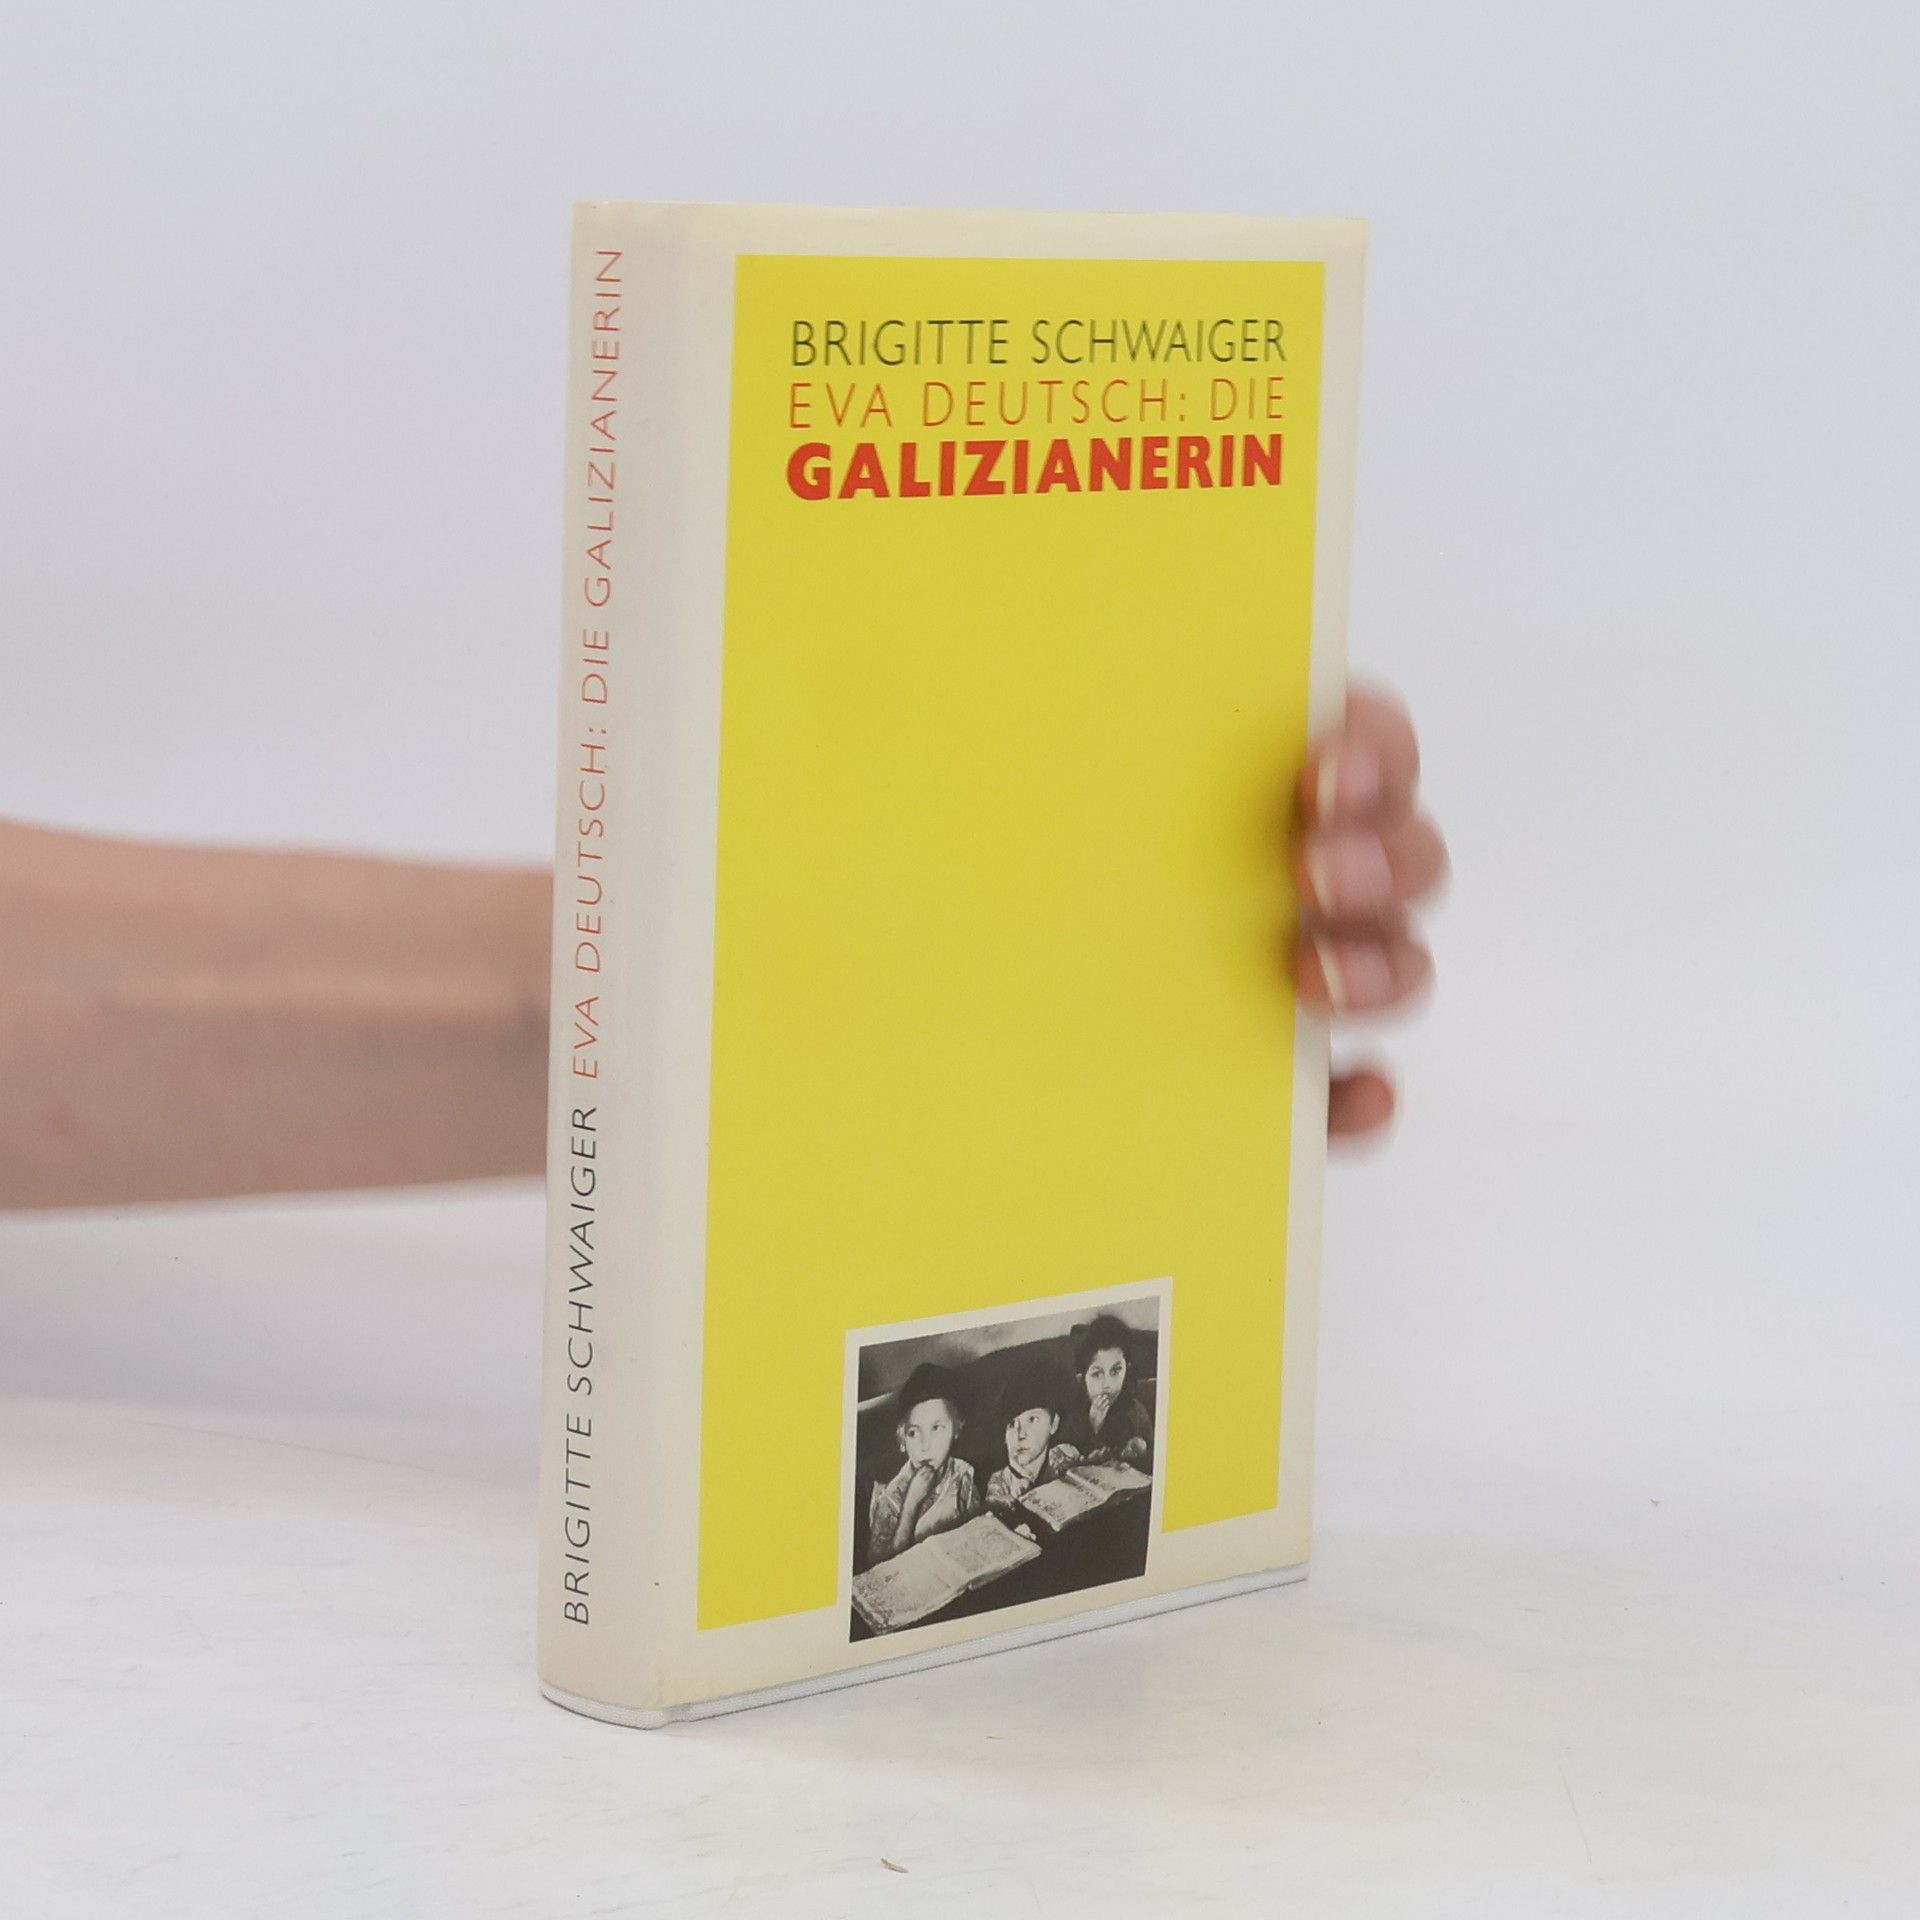 BRIGITTE SCHWAIGER EVA DEUTSCH: DIE GALIZIANERIN
BRIGITTE SCHWAIGER
EVA DEUTSCH: DIE
GALIZIANERIN